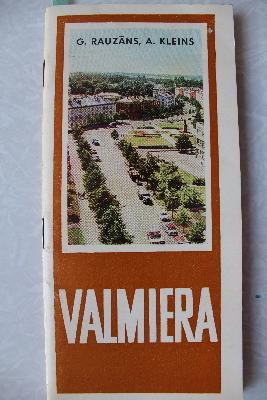 G. RAUZĀNS, A. KLEINS
VALMIERA